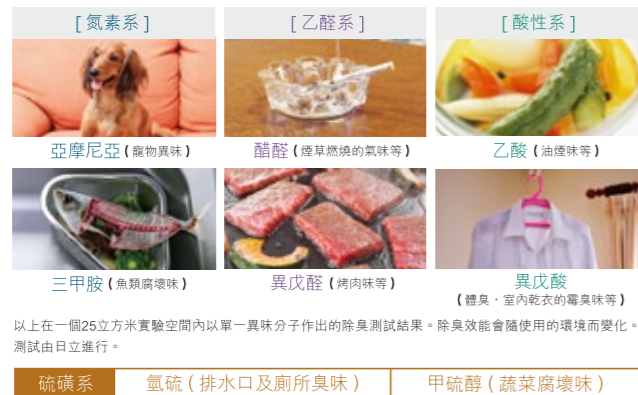 [ 氮素系 ] [ 乙醛系 ] [ 酸性系 ]
亞摩尼亞 ( 寵物異味 ) 醋醛 ( 煙草燃燒的氣味等 ) 乙酸 ( 油煙味等 )
三甲胺 ( 魚類腐壞味 ) 異戊醛 ( 烤肉味等 ) 異戊酸
( 體臭・室內乾衣的霉臭味等 )
以上在一個25立方米實驗空間內以單一異味分子作出的除臭測試結果。除臭效能會隨使用的環境而變化。
測試由日立進行。
硫磺系 氫硫 ( 排水口及廁所臭味 ) 甲硫醇 ( 蔬菜腐壞味 )